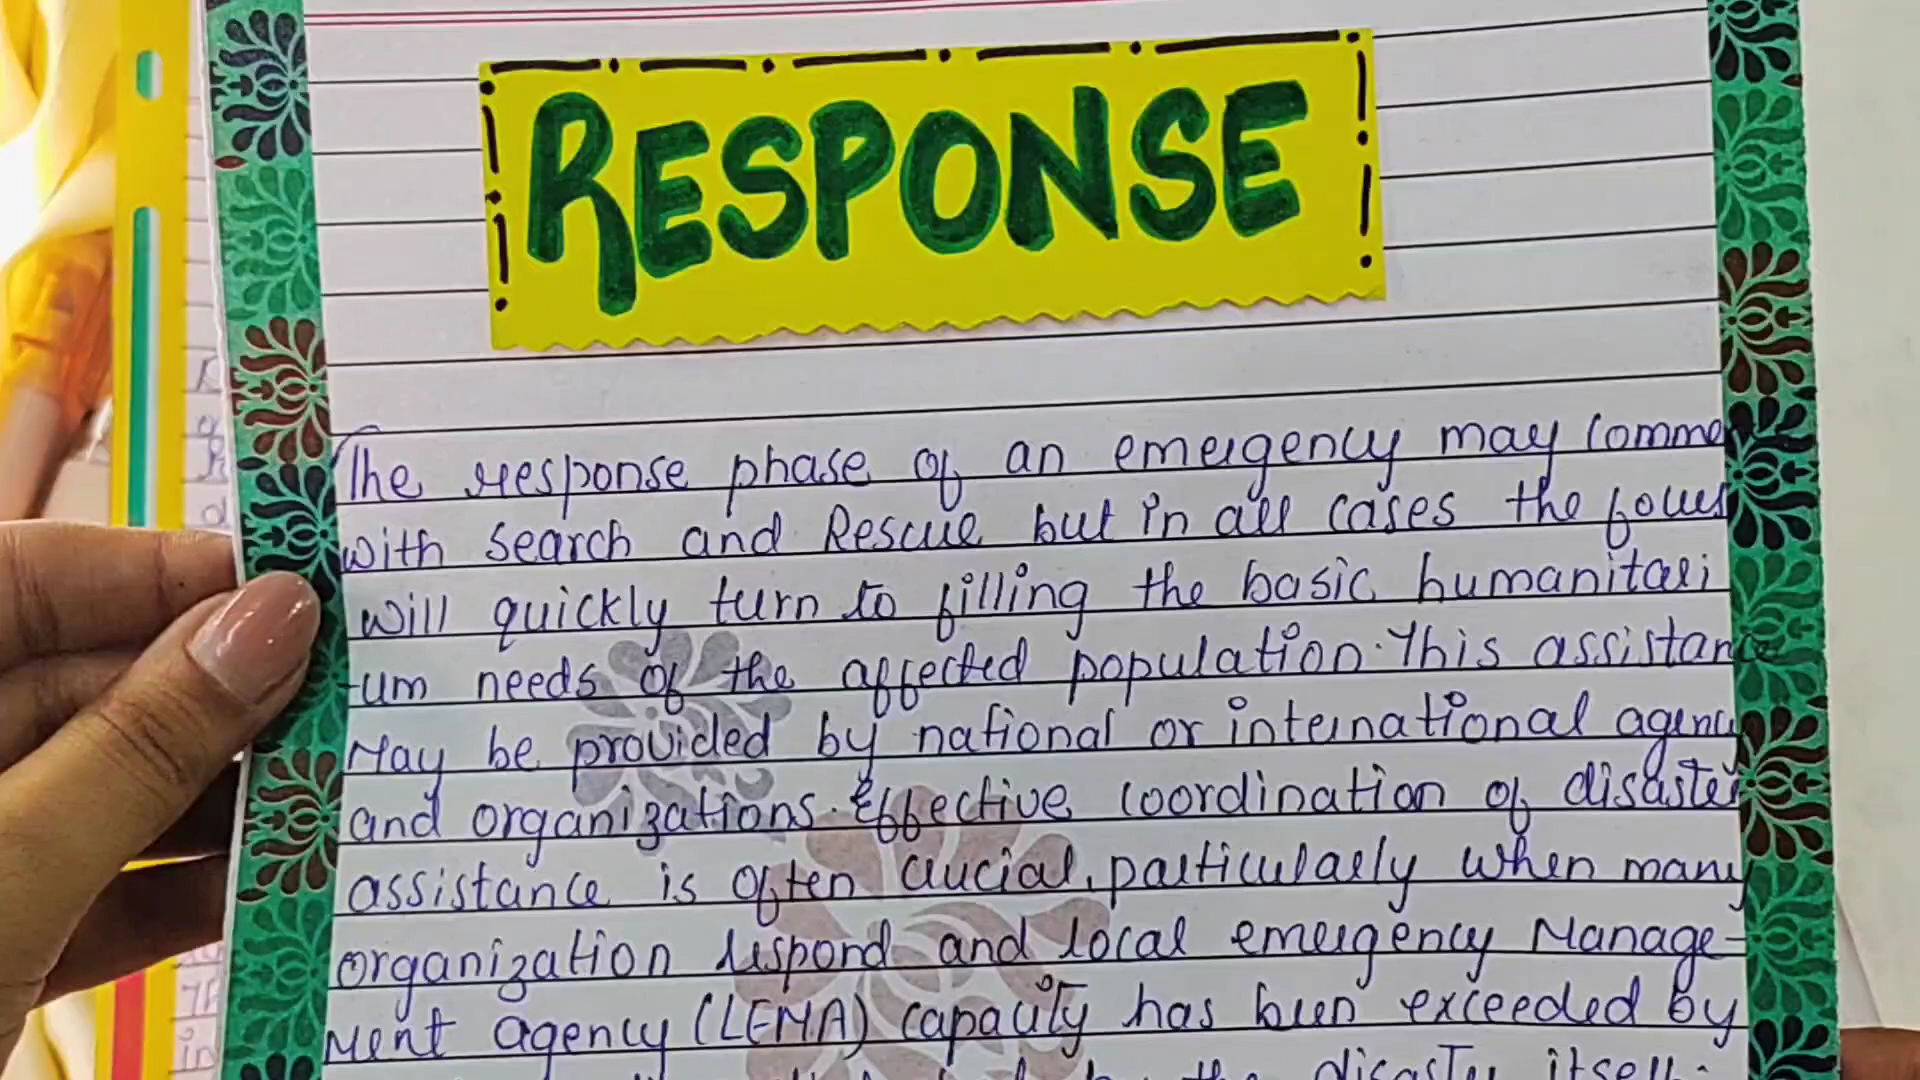 RESPONSE
The response phase of an emergency may comme
with search and Rescue but in all cases the focus
will quickly turn to filling the basic humanitari
-um needs of the affected population. This assistance
May be provided by national or international agency
and organizations. Effective coordination of disaster
assistance is often crucial, particularly when many
organization respond and local emergency Manage-
Ment agency (LEMA) capacity has been exceeded by
the disaster itself.